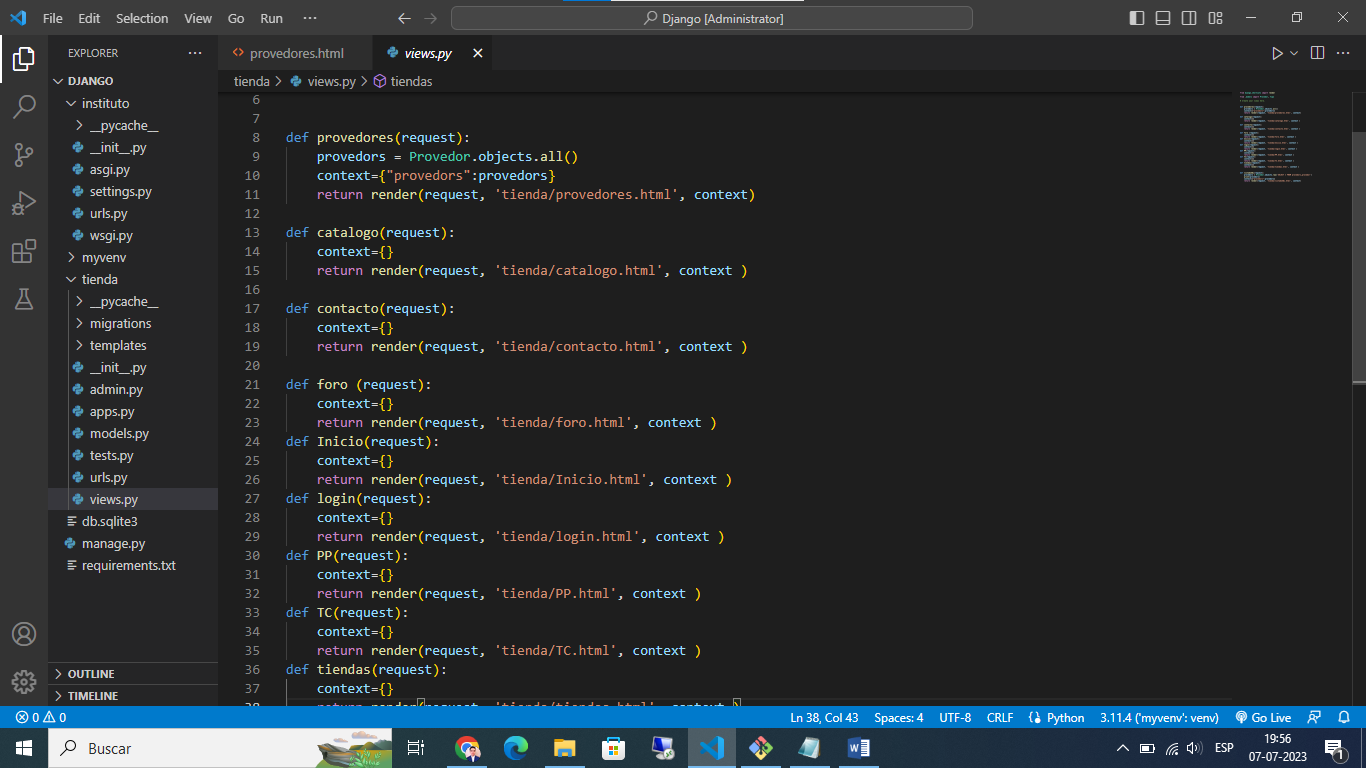 File Edit Selection View Go Run ··· Django [Administrator]
EXPLORER ···
DJANGO
instituto
__pycache__
__init__.py
asgi.py
settings.py
urls.py
wsgi.py
myvenv
tienda
__pycache__
migrations
templates
__init__.py
admin.py
apps.py
models.py
tests.py
urls.py
views.py
db.sqlite3
manage.py
requirements.txt
OUTLINE
TIMELINE
provedores.html views.py
tienda > views.py > tiendas
6
7
8 def provedores(request):
9 provedors = Provedor.objects.all()
10 context={"provedors":provedors}
11 return render(request, 'tienda/provedores.html', context)
12
13 def catalogo(request):
14 context={}
15 return render(request, 'tienda/catalogo.html', context )
16
17 def contacto(request):
18 context={}
19 return render(request, 'tienda/contacto.html', context )
20
21 def foro (request):
22 context={}
23 return render(request, 'tienda/foro.html', context )
24 def Inicio(request):
25 context={}
26 return render(request, 'tienda/Inicio.html', context )
27 def login(request):
28 context={}
29 return render(request, 'tienda/login.html', context )
30 def PP(request):
31 context={}
32 return render(request, 'tienda/PP.html', context )
33 def TC(request):
34 context={}
35 return render(request, 'tienda/TC.html', context )
36 def tiendas(request):
37 context={}
38 return render(request, 'tienda/tiendas.html', context )
0 0 Ln 38, Col 43 Spaces: 4 UTF-8 CRLF Python 3.11.4 ('myvenv': venv) Go Live
Buscar ESP 19:56
07-07-2023 1